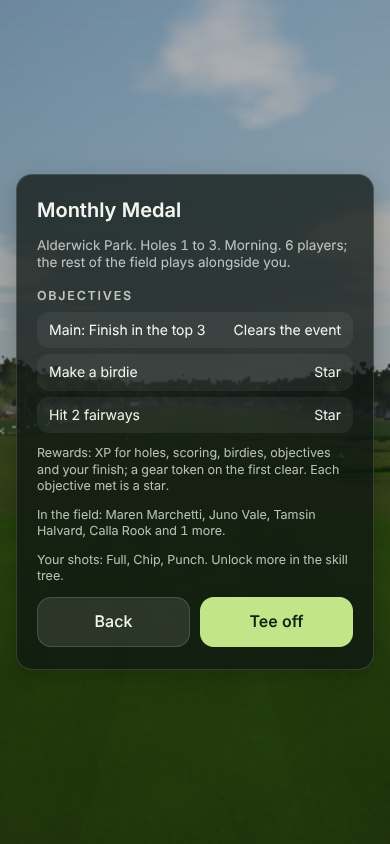 Monthly Medal
Alderwick Park. Holes 1 to 3. Morning. 6 players;
the rest of the field plays alongside you.
OBJECTIVES
Main: Finish in the top 3 Clears the event
Make a birdie Star
Hit 2 fairways Star
Rewards: XP for holes, scoring, birdies, objectives
and your finish; a gear token on the first clear. Each
objective met is a star.
In the field: Maren Marchetti, Juno Vale, Tamsin
Halvard, Calla Rook and 1 more.
Your shots: Full, Chip, Punch. Unlock more in the skill
tree.
Back Tee off